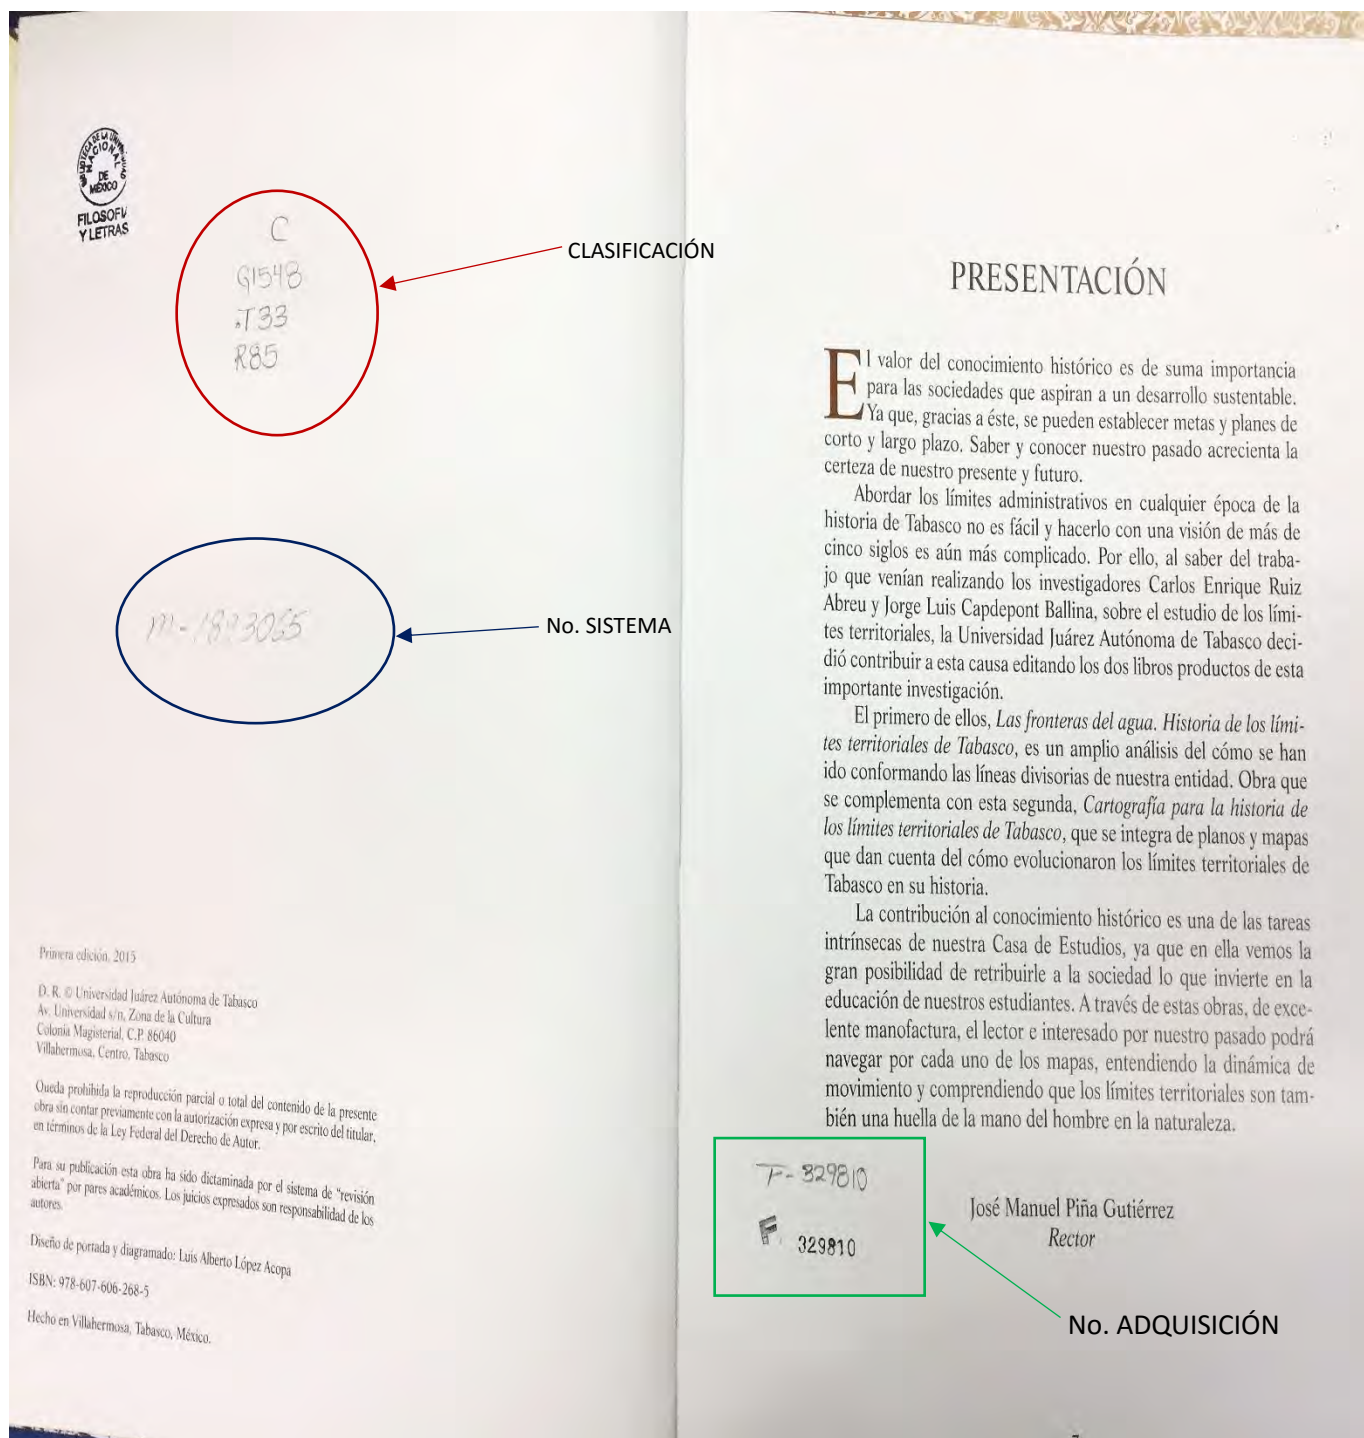 BIBLIOTECA DE LA UNIVERSIDAD
NACIONAL
DE
MÉXICO
FILOSOFI
Y LETRAS
C
G1548
.T33
R85
CLASIFICACIÓN
m-1893065
No. SISTEMA
Primera edición, 2015
D. R. © Universidad Juárez Autónoma de Tabasco
Av. Universidad s/n, Zona de la Cultura
Colonia Magisterial, C.P. 86040
Villahermosa, Centro, Tabasco
Queda prohibida la reproducción parcial o total del contenido de la presente
obra sin contar previamente con la autorización expresa y por escrito del titular,
en términos de la Ley Federal del Derecho de Autor.
Para su publicación esta obra ha sido dictaminada por el sistema de "revisión
abierta" por pares académicos. Los juicios expresados son responsabilidad de los
autores.
Diseño de portada y diagramado: Luis Alberto López Acopa
ISBN: 978-607-606-268-5
Hecho en Villahermosa, Tabasco, México.
PRESENTACIÓN
El valor del conocimiento histórico es de suma importancia
para las sociedades que aspiran a un desarrollo sustentable.
Ya que, gracias a éste, se pueden establecer metas y planes de
corto y largo plazo. Saber y conocer nuestro pasado acrecienta la
certeza de nuestro presente y futuro.
Abordar los límites administrativos en cualquier época de la
historia de Tabasco no es fácil y hacerlo con una visión de más de
cinco siglos es aún más complicado. Por ello, al saber del traba-
jo que venían realizando los investigadores Carlos Enrique Ruiz
Abreu y Jorge Luis Capdepont Ballina, sobre el estudio de los lími-
tes territoriales, la Universidad Juárez Autónoma de Tabasco deci-
dió contribuir a esta causa editando los dos libros productos de esta
importante investigación.
El primero de ellos, Las fronteras del agua. Historia de los lími-
tes territoriales de Tabasco, es un amplio análisis del cómo se han
ido conformando las líneas divisorias de nuestra entidad. Obra que
se complementa con esta segunda, Cartografía para la historia de
los límites territoriales de Tabasco, que se integra de planos y mapas
que dan cuenta del cómo evolucionaron los límites territoriales de
Tabasco en su historia.
La contribución al conocimiento histórico es una de las tareas
intrínsecas de nuestra Casa de Estudios, ya que en ella vemos la
gran posibilidad de retribuirle a la sociedad lo que invierte en la
educación de nuestros estudiantes. A través de estas obras, de exce-
lente manofactura, el lector e interesado por nuestro pasado podrá
navegar por cada uno de los mapas, entendiendo la dinámica de
movimiento y comprendiendo que los límites territoriales son tam-
bién una huella de la mano del hombre en la naturaleza.
F-329810
F. 329810
José Manuel Piña Gutiérrez
Rector
No. ADQUISICIÓN